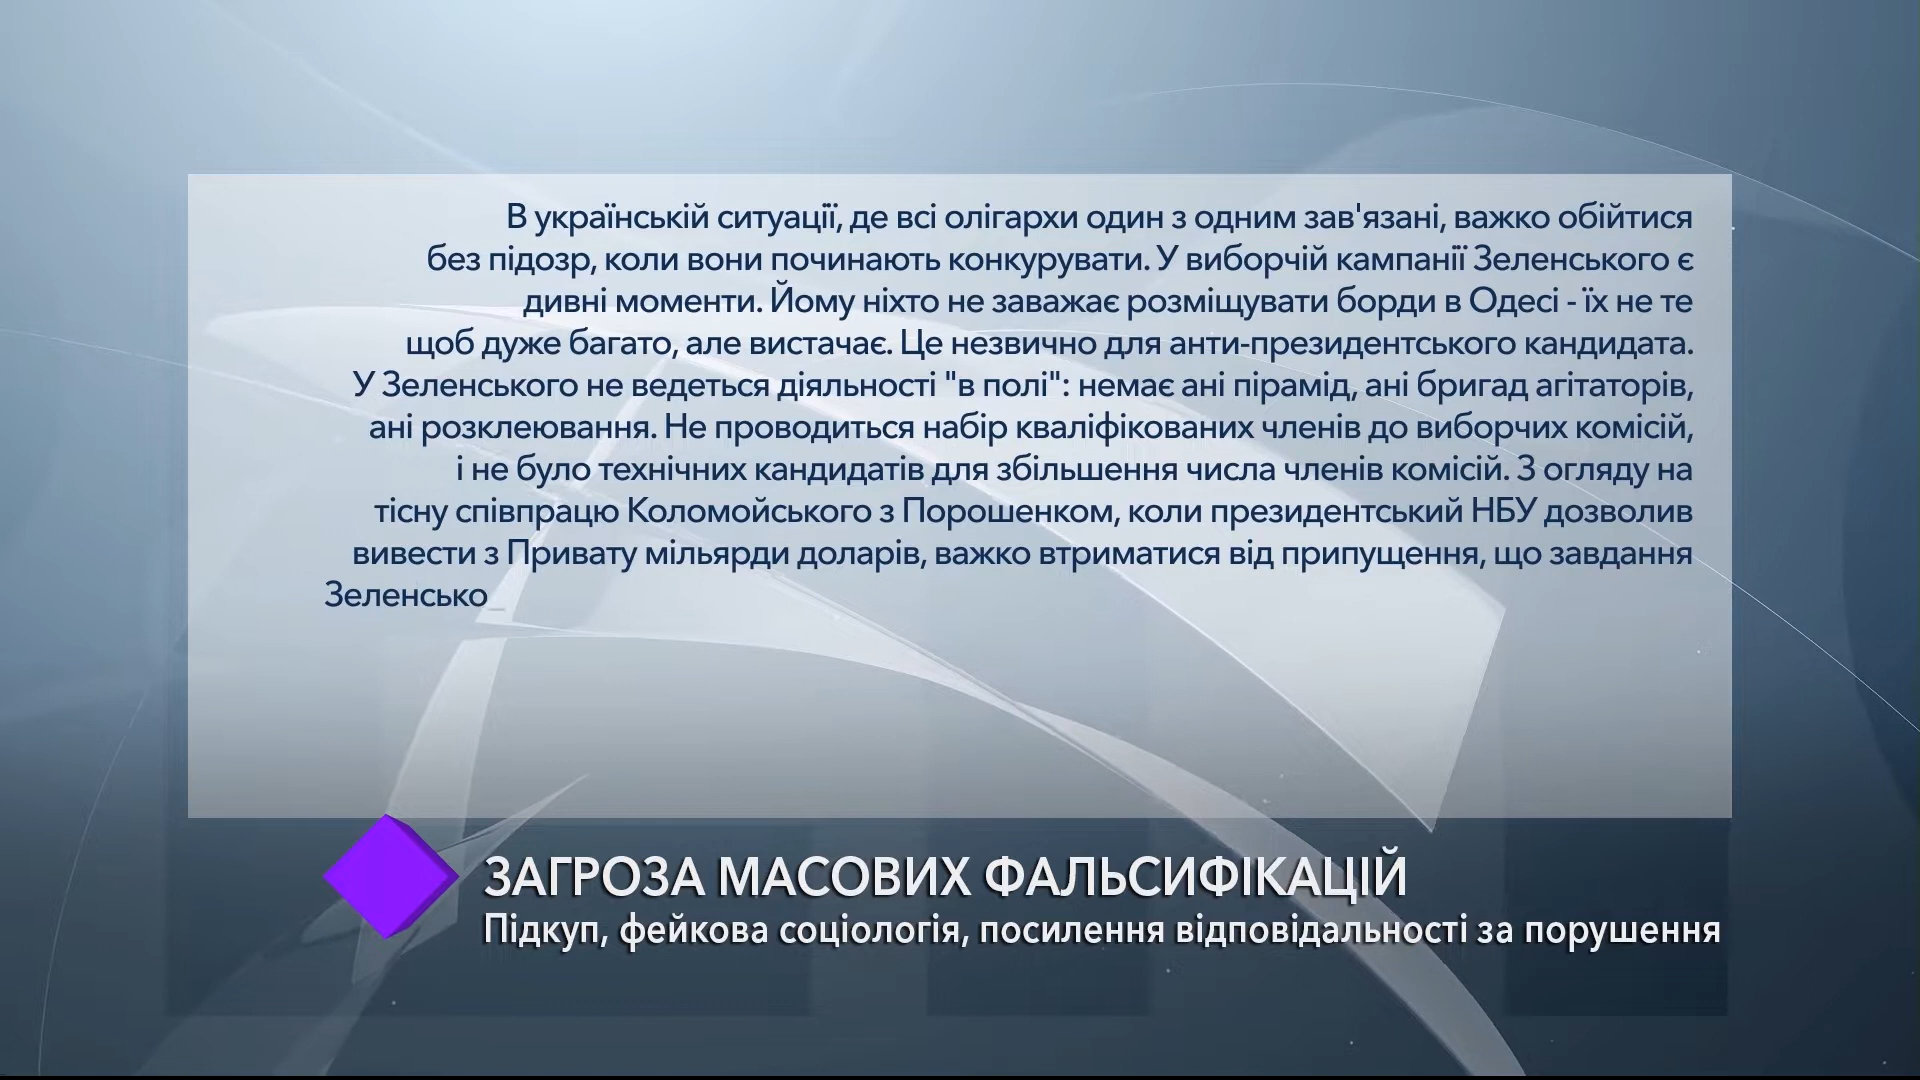 В українській ситуації, де всі олігархи один з одним зав'язані, важко обійтися
без підозр, коли вони починають конкурувати. У виборчій кампанії Зеленського є
дивні моменти. Йому ніхто не заважає розміщувати борди в Одесі - їх не те
щоб дуже багато, але вистачає. Це незвично для анти-президентського кандидата.
У Зеленського не ведеться діяльності "в полі": немає ані пірамід, ані бригад агітаторів,
ані розклеювання. Не проводиться набір кваліфікованих членів до виборчих комісій,
і не було технічних кандидатів для збільшення числа членів комісій. З огляду на
тісну співпрацю Коломойського з Порошенком, коли президентський НБУ дозволив
вивести з Привату мільярди доларів, важко втриматися від припущення, що завдання
Зеленсько_
ЗАГРОЗА МАСОВИХ ФАЛЬСИФІКАЦІЙ
Підкуп, фейкова соціологія, посилення відповідальності за порушення